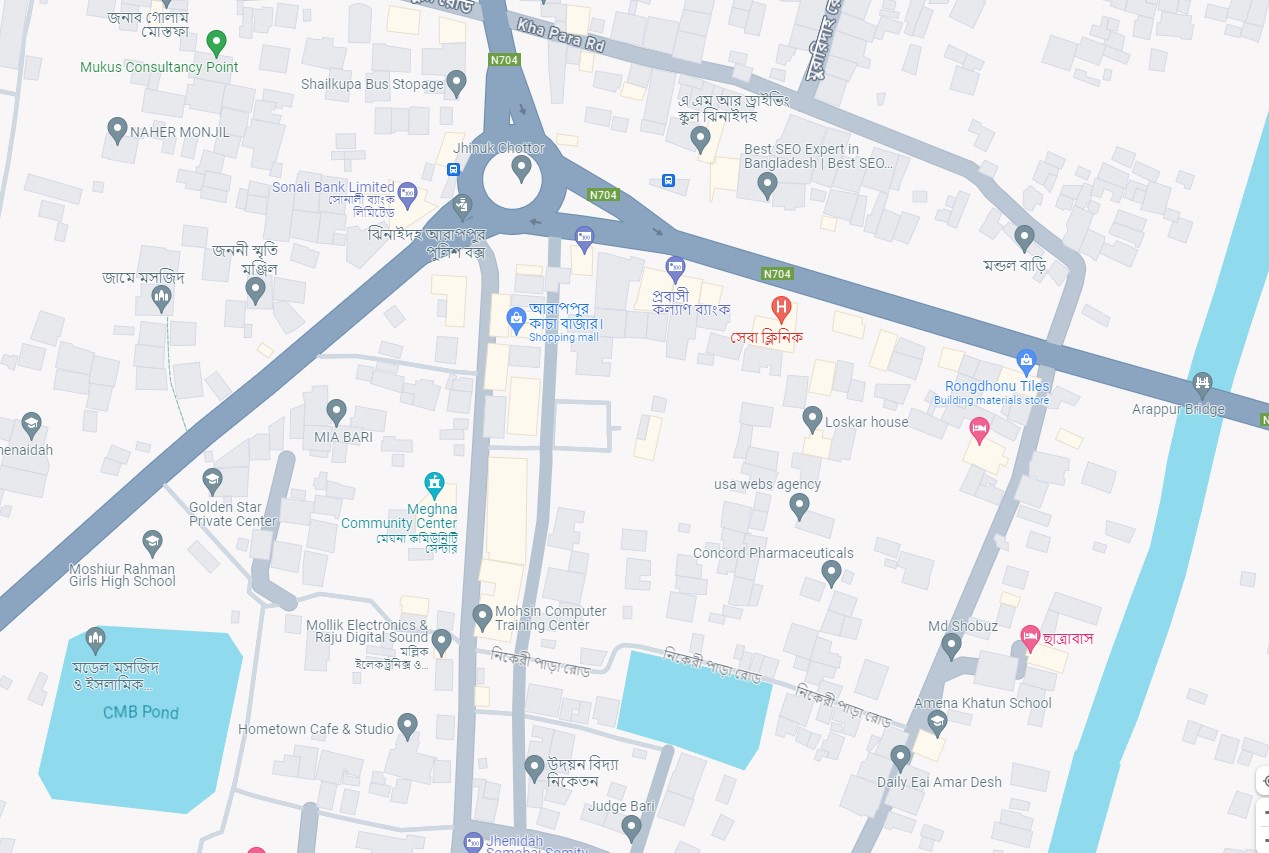 জনাব গোলাম
মোস্তফা
Kha Para Rd
N704
Mukus Consultancy Point
Shailkupa Bus Stopage
এ এম আর ড্রাইভিং
স্কুল ঝিনাইদহ
NAHER MONJIL
Jhinuk Chottor
Best SEO Expert in
Bangladesh | Best SEO...
Sonali Bank Limited
সোনালী ব্যাংক
লিমিটেড
N704
ঝিনাইদহ আরাপপুর
পুলিশ বক্স
জননী স্মৃতি
মঞ্জিল
মন্ডল বাড়ি
জামে মসজিদ
N704
প্রবাসী
কল্যাণ ব্যাংক
আরাপপুর
কাচা বাজার।
Shopping mall
সেবা ক্লিনিক
Rongdhonu Tiles
Building materials store
Arappur Bridge
MIA BARI
Loskar house
henaidah
usa webs agency
Golden Star
Private Center
Meghna
Community Center
মেঘনা কমিউনিটি
সেন্টার
Concord Pharmaceuticals
Moshiur Rahman
Girls High School
Mohsin Computer
Training Center
Mollik Electronics &
Raju Digital Sound
মল্লিক
ইলেকট্রনিক্স ও...
Md Shobuz
ছাত্রাবাস
নিকেরী পাড়া রোড
নিকেরী পাড়া রোড
নিকেরী পাড়া রোড
মডেল মসজিদ
ও ইসলামিক...
CMB Pond
Amena Khatun School
Hometown Cafe & Studio
উদয়ন বিদ্যা
নিকেতন
Daily Eai Amar Desh
Judge Bari
Jhenidah
Somobai Somity